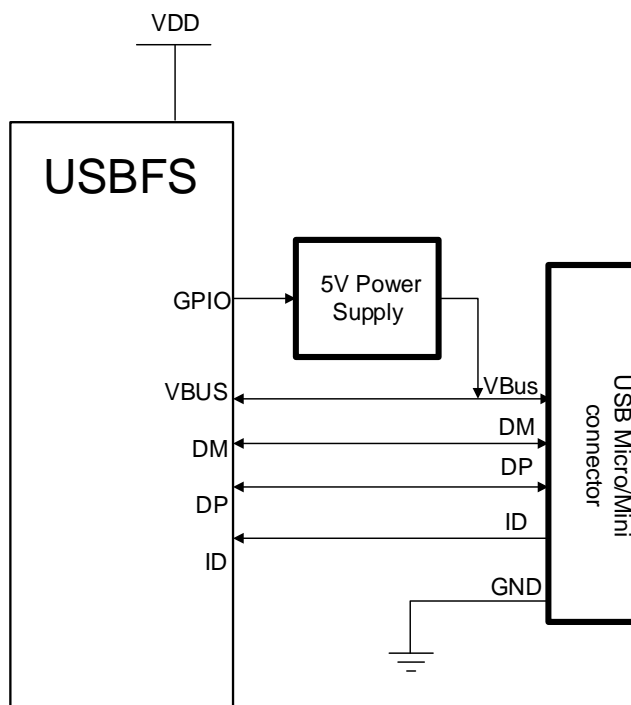 VDD
USBFS
5V Power
Supply
GPIO
VBUS
VBus
DM
DM
DP
DP
ID
ID
GND
USB Micro/Mini
connector